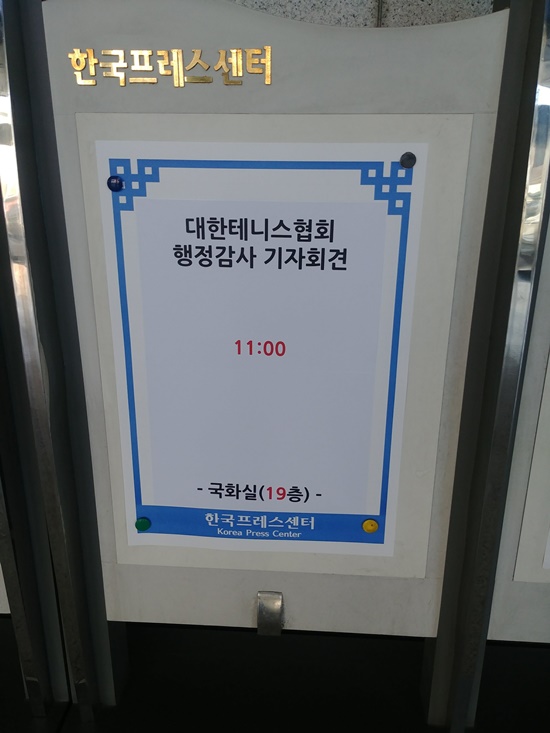 한국프레스센터
대한테니스협회
행정감사 기자회견
11:00
- 국화실(19층) -
한국프레스센터
Korea Press Center